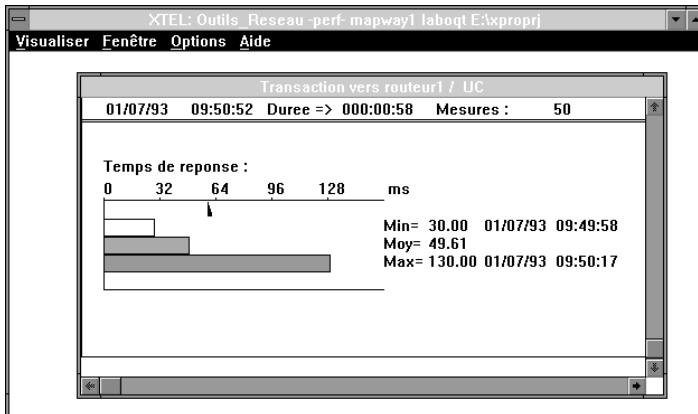 XTEL: Outils_Reseau -perf- mapway1 laboqt E:\xproprj
Visualiser Fenêtre Options Aide
Transaction vers routeur1 / UC
01/07/93 09:50:52 Duree => 000:00:58 Mesures : 50
Temps de reponse :
0 32 64 96 128 ms
Min= 30.00 01/07/93 09:49:58
Moy= 49.61
Max= 130.00 01/07/93 09:50:17